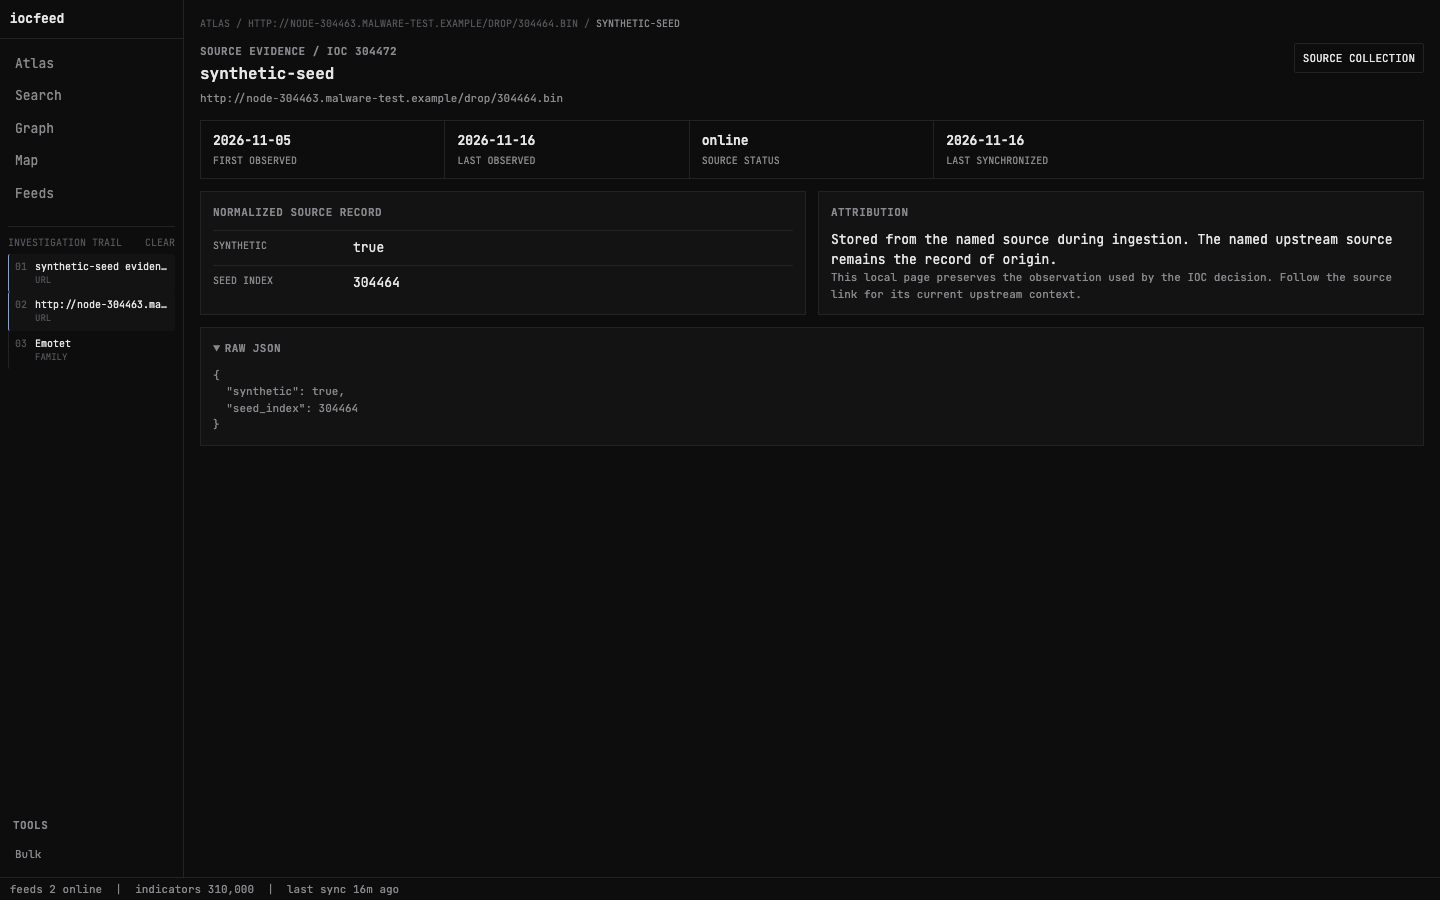 iocfeed
Atlas
Search
Graph
Map
Feeds
INVESTIGATION TRAIL CLEAR
01 synthetic-seed eviden…
URL
02 http://node-304463.ma…
URL
03 Emotet
FAMILY
TOOLS
Bulk
ATLAS / HTTP://NODE-304463.MALWARE-TEST.EXAMPLE/DROP/304464.BIN / SYNTHETIC-SEED
SOURCE EVIDENCE / IOC 304472
synthetic-seed
http://node-304463.malware-test.example/drop/304464.bin
SOURCE COLLECTION
2026-11-05
FIRST OBSERVED
2026-11-16
LAST OBSERVED
online
SOURCE STATUS
2026-11-16
LAST SYNCHRONIZED
NORMALIZED SOURCE RECORD
SYNTHETIC true
SEED INDEX 304464
ATTRIBUTION
Stored from the named source during ingestion. The named upstream source
remains the record of origin.
This local page preserves the observation used by the IOC decision. Follow the source
link for its current upstream context.
▼ RAW JSON
{
  "synthetic": true,
  "seed_index": 304464
}
feeds 2 online | indicators 310,000 | last sync 16m ago